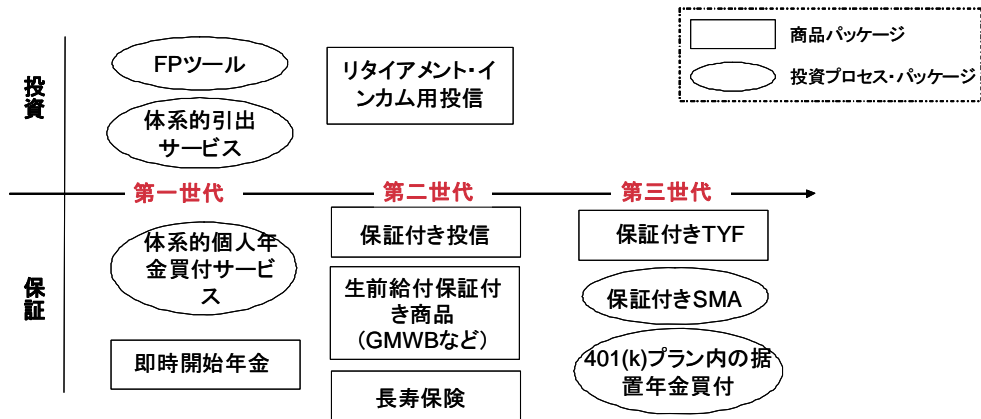 商品パッケージ
投資プロセス・パッケージ
投資
FPツール
体系的引出
サービス
リタイアメント・イ
ンカム用投信
第一世代
第二世代
第三世代
保証
体系的個人年
金買付サービ
ス
即時開始年金
保証付き投信
生前給付保証付
き商品
(GMWBなど)
長寿保険
保証付きTYF
保証付きSMA
401(k)プラン内の据
置年金買付